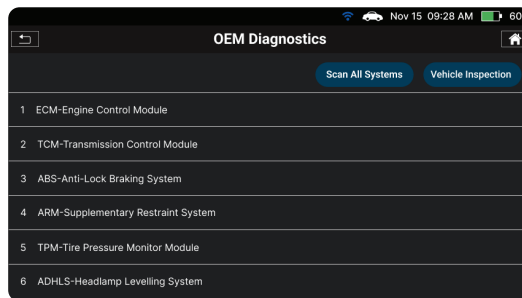 Nov 15 09:28 AM 60
OEM Diagnostics
Scan All Systems Vehicle Inspection
1 ECM-Engine Control Module
2 TCM-Transmission Control Module
3 ABS-Anti-Lock Braking System
4 ARM-Supplementary Restraint System
5 TPM-Tire Pressure Monitor Module
6 ADHLS-Headlamp Levelling System